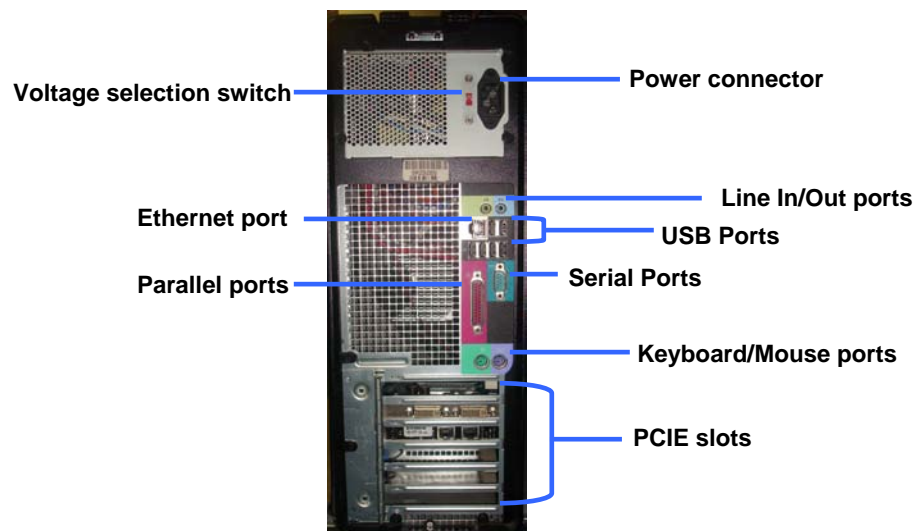 Power connector
Voltage selection switch
Line In/Out ports
Ethernet port
USB Ports
Serial Ports
Parallel ports
Keyboard/Mouse ports
PCIE slots